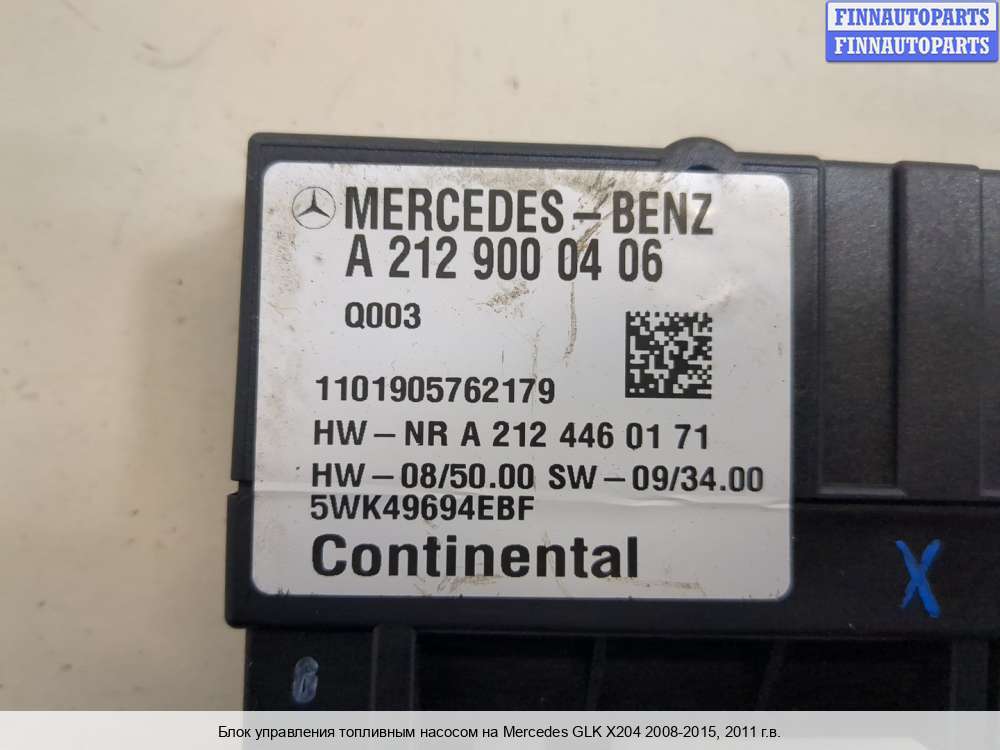 FINNAUTOPARTS
FINNAUTOPARTS
MERCEDES-BENZ
A 212 900 04 06
Q003
1101905762179
HW-NR A 212 446 01 71
HW-08/50.00 SW-09/34.00
5WK49694EBF
Continental
X
6
Блок управления топливным насосом на Mercedes GLK X204 2008-2015, 2011 г.в.